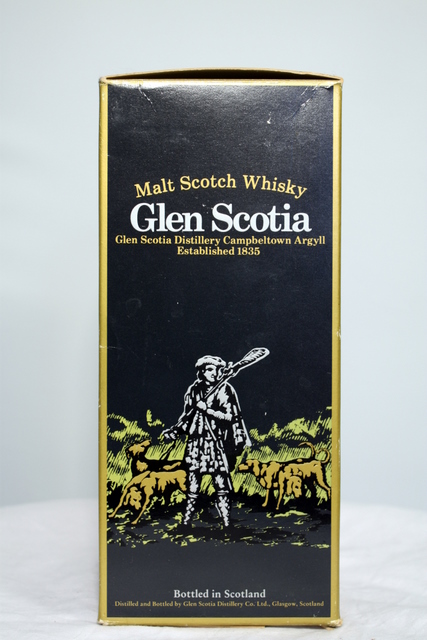 Malt Scotch Whisky
Glen Scotia
Glen Scotia Distillery Campbeltown Argyll
Established 1835
Bottled in Scotland
Distilled and Bottled by Glen Scotia Distillery Co. Ltd., Glasgow, Scotland